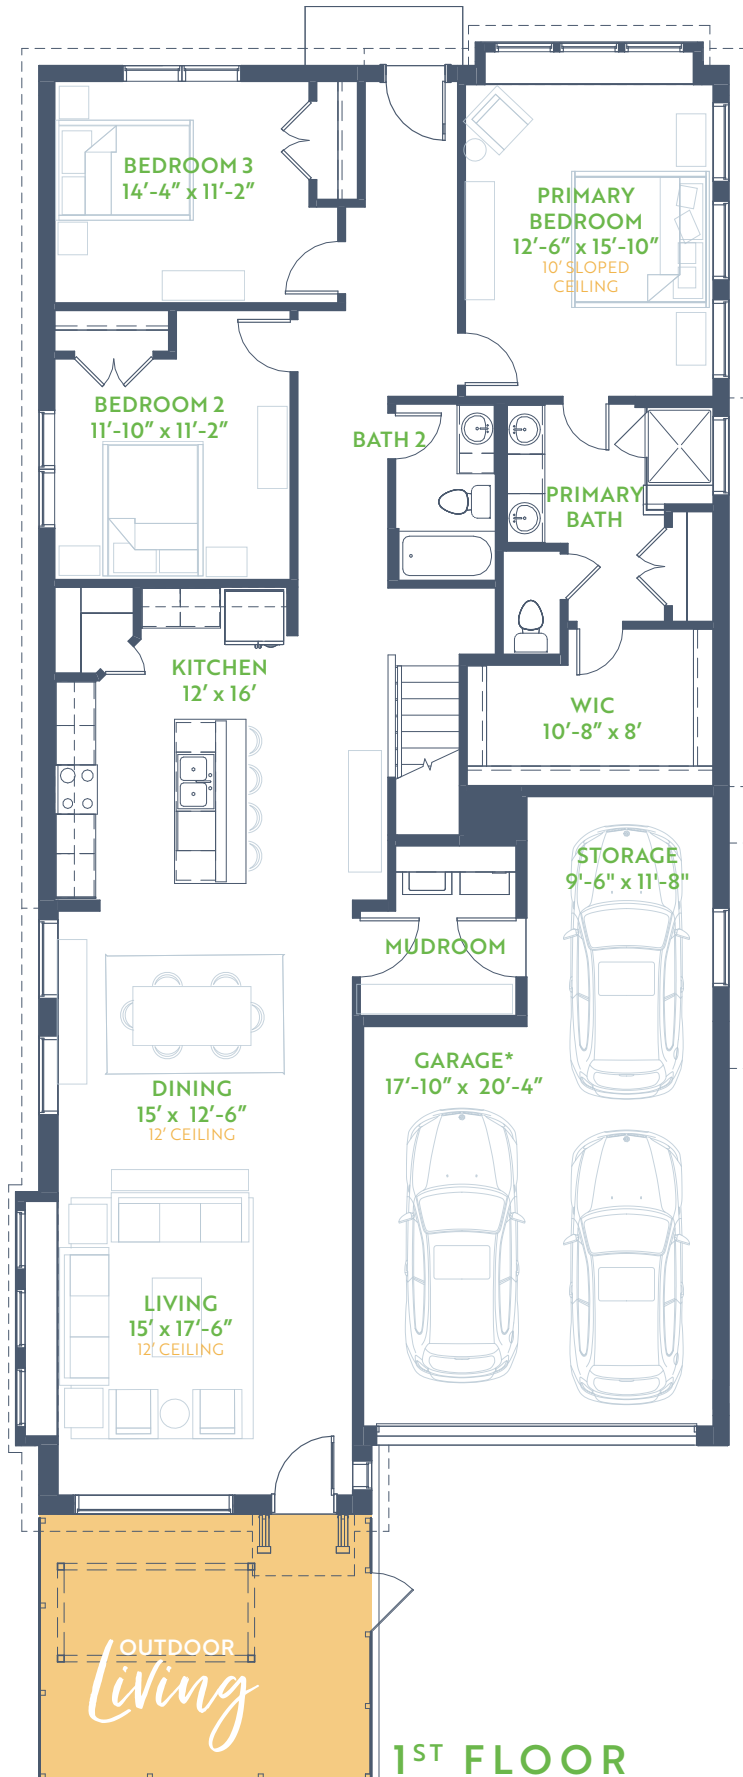 BEDROOM 3
14'-4" x 11'-2"
PRIMARY
BEDROOM
12'-6" x 15'-10"
10' SLOPED
CEILING
BEDROOM 2
11'-10" x 11'-2"
BATH 2
PRIMARY
BATH
KITCHEN
12' x 16'
WIC
10'-8" x 8'
STORAGE
9'-6" x 11'-8"
MUDROOM
GARAGE*
17'-10" x 20'-4"
DINING
15' x 12'-6"
12' CEILING
LIVING
15' x 17'-6"
12' CEILING
OUTDOOR
Living
1ST FLOOR